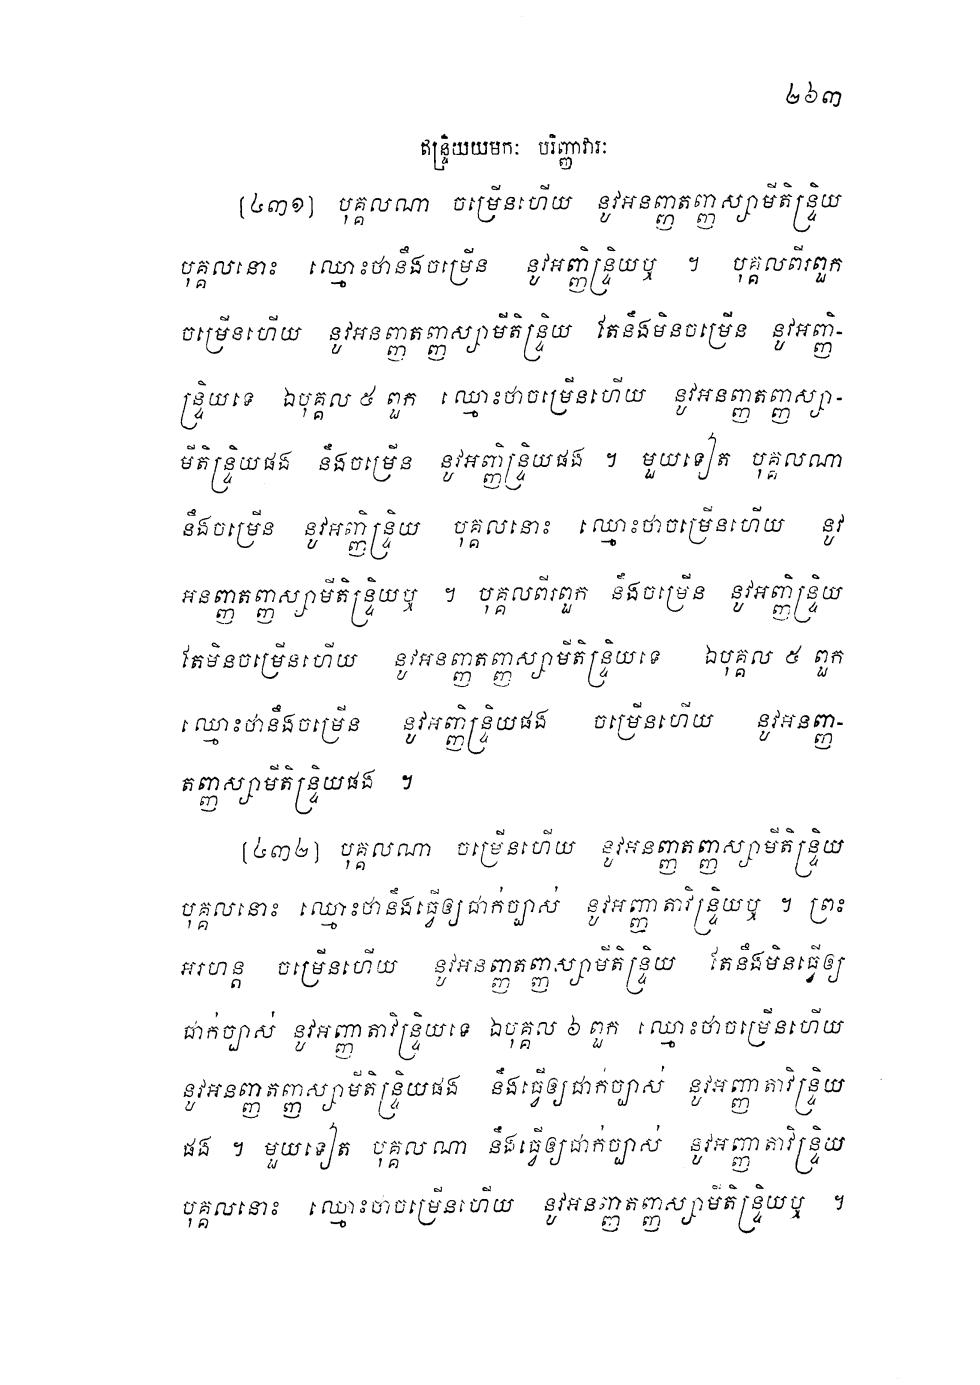 ២៦៣
ឥន្ទ្រិយយមកៈ បរិញ្ញាវារៈ
[៤៣១] បុគ្គលណា ចម្រើនហើយ នូវអនញ្ញតញ្ញស្សាមីតិន្ទ្រិយ
បុគ្គលនោះ ឈ្មោះថានឹងចម្រើន នូវអញ្ញិន្ទ្រិយឬ ។ បុគ្គលពីរពួក
ចម្រើនហើយ នូវអនញ្ញតញ្ញស្សាមីតិន្ទ្រិយ តែនឹងមិនចម្រើន នូវអញ្ញិ-
ន្ទ្រិយទេ ឯបុគ្គល ៥ ពួក ឈ្មោះថាចម្រើនហើយ នូវអនញ្ញតញ្ញស្សា-
មីតិន្ទ្រិយផង នឹងចម្រើន នូវអញ្ញិន្ទ្រិយផង ។ មួយទៀត បុគ្គលណា
នឹងចម្រើន នូវអញ្ញិន្ទ្រិយ បុគ្គលនោះ ឈ្មោះថាចម្រើនហើយ នូវ
អនញ្ញតញ្ញស្សាមីតិន្ទ្រិយឬ ។ បុគ្គលពីរពួក នឹងចម្រើន នូវអញ្ញិន្ទ្រិយ
តែមិនចម្រើនហើយ នូវអនញ្ញតញ្ញស្សាមីតិន្ទ្រិយទេ ឯបុគ្គល ៥ ពួក
ឈ្មោះថានឹងចម្រើន នូវអញ្ញិន្ទ្រិយផង ចម្រើនហើយ នូវអនញ្ញ-
តញ្ញស្សាមីតិន្ទ្រិយផង ។
[៤៣២] បុគ្គលណា ចម្រើនហើយ នូវអនញ្ញតញ្ញស្សាមីតិន្ទ្រិយ
បុគ្គលនោះ ឈ្មោះថានឹងធ្វើឲ្យជាក់ច្បាស់ នូវអញ្ញាតាវិន្ទ្រិយឬ ។ ព្រះ
អរហន្ត ចម្រើនហើយ នូវអនញ្ញតញ្ញស្សាមីតិន្ទ្រិយ តែនឹងមិនធ្វើឲ្យ
ជាក់ច្បាស់ នូវអញ្ញាតាវិន្ទ្រិយទេ ឯបុគ្គល ៦ ពួក ឈ្មោះថាចម្រើនហើយ
នូវអនញ្ញតញ្ញស្សាមីតិន្ទ្រិយផង នឹងធ្វើឲ្យជាក់ច្បាស់ នូវអញ្ញាតាវិន្ទ្រិយ
ផង ។ មួយទៀត បុគ្គលណា នឹងធ្វើឲ្យជាក់ច្បាស់ នូវអញ្ញាតាវិន្ទ្រិយ
បុគ្គលនោះ ឈ្មោះថាចម្រើនហើយ នូវអនញ្ញតញ្ញស្សាមីតិន្ទ្រិយឬ ។